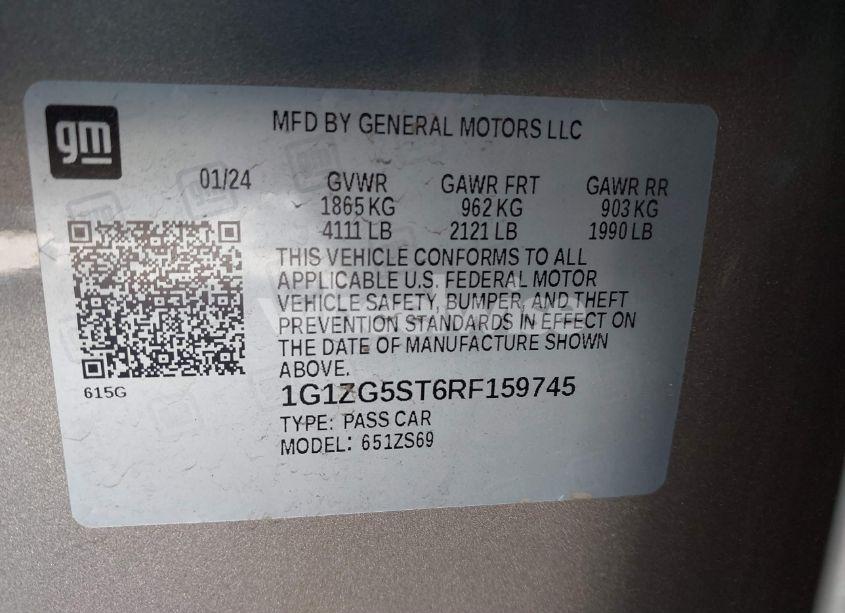 gm
MFD BY GENERAL MOTORS LLC
01/24 GVWR GAWR FRT GAWR RR
1865 KG 962 KG 903 KG
4111 LB 2121 LB 1990 LB
THIS VEHICLE CONFORMS TO ALL
APPLICABLE U.S. FEDERAL MOTOR
VEHICLE SAFETY, BUMPER, AND THEFT
PREVENTION STANDARDS IN EFFECT ON
THE DATE OF MANUFACTURE SHOWN
ABOVE.
615G
1G1ZG5ST6RF159745
TYPE: PASS CAR
MODEL: 651ZS69